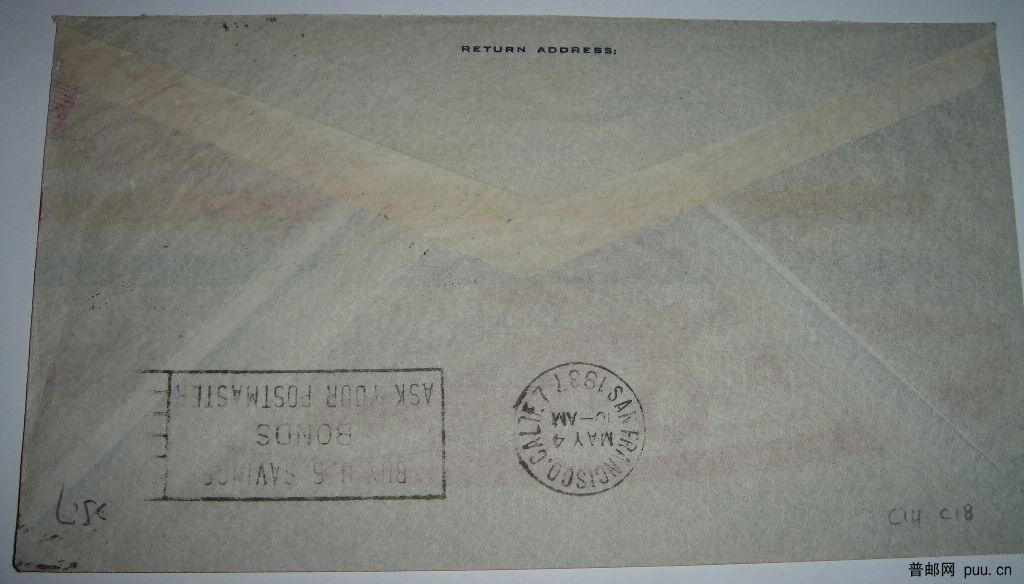 RETURN ADDRESS:
BUY U.S. SAVINGS
BONDS
ASK YOUR POSTMASTER
SAN FRANCISCO, CALIF. 7
MAY 4
10-AM
1937
C14 C18
普邮网 puu.cn